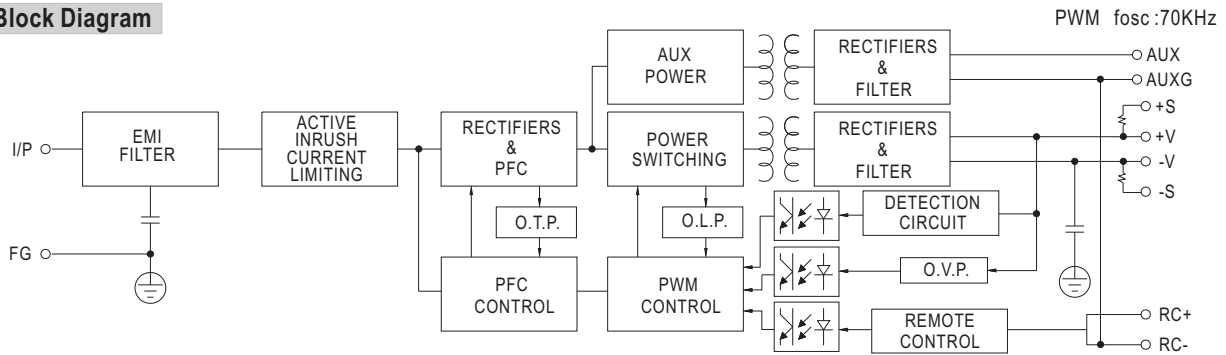 Block Diagram
PWM fosc :70KHz
AUX
POWER
RECTIFIERS
&
FILTER
AUX
AUXG
I/P
EMI
FILTER
ACTIVE
INRUSH
CURRENT
LIMITING
RECTIFIERS
&
PFC
POWER
SWITCHING
RECTIFIERS
&
FILTER
+S
+V
-V
-S
O.T.P.
O.L.P.
DETECTION
CIRCUIT
FG
PFC
CONTROL
PWM
CONTROL
O.V.P.
REMOTE
CONTROL
RC+
RC-